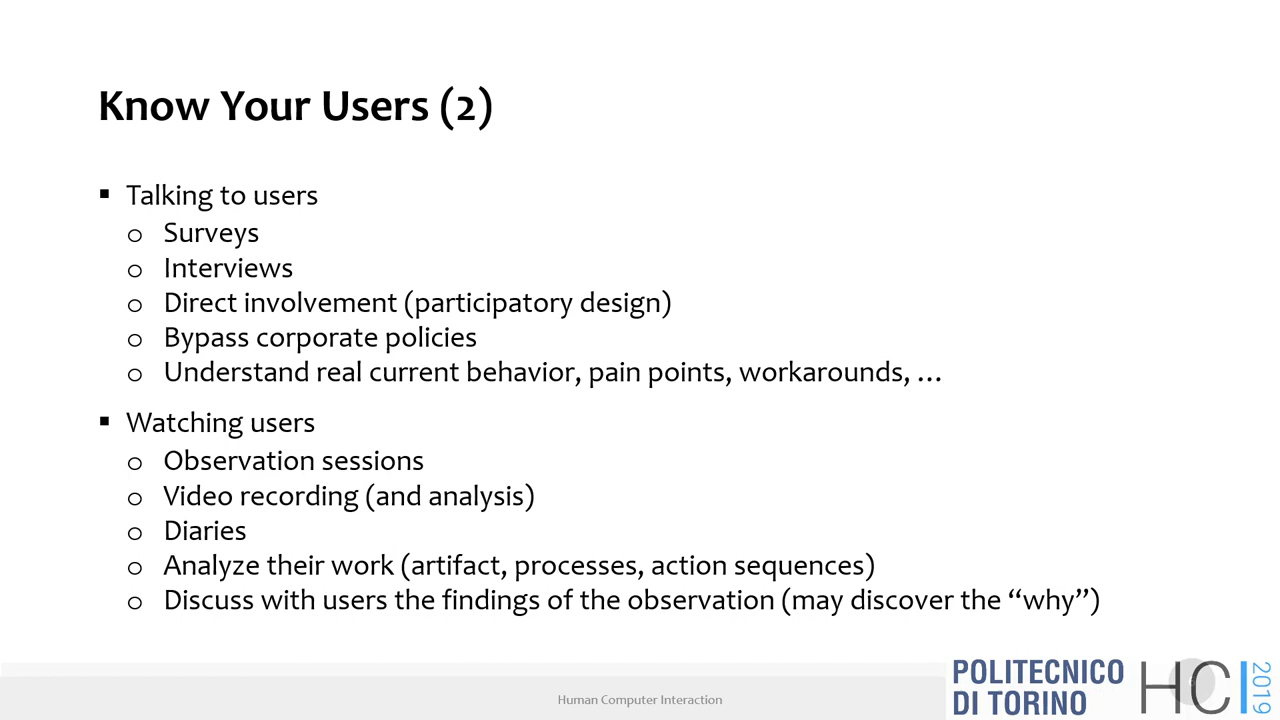 Know Your Users (2)
▪ Talking to users
o Surveys
o Interviews
o Direct involvement (participatory design)
o Bypass corporate policies
o Understand real current behavior, pain points, workarounds, …
▪ Watching users
o Observation sessions
o Video recording (and analysis)
o Diaries
o Analyze their work (artifact, processes, action sequences)
o Discuss with users the findings of the observation (may discover the “why”)
Human Computer Interaction
POLITECNICO
DI TORINO
HCI
2019